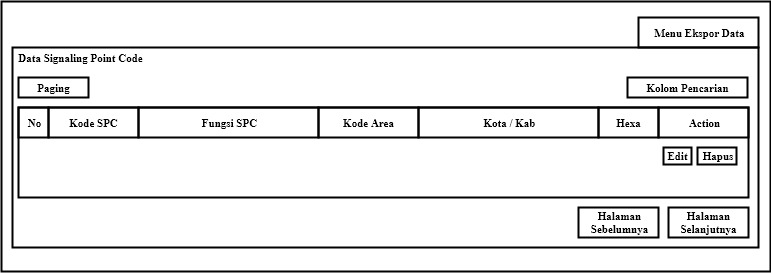 Menu Ekspor Data
Data Signaling Point Code
Paging
Kolom Pencarian
No Kode SPC Fungsi SPC Kode Area Kota / Kab Hexa Action
Edit Hapus
Halaman
Sebelumnya
Halaman
Selanjutnya